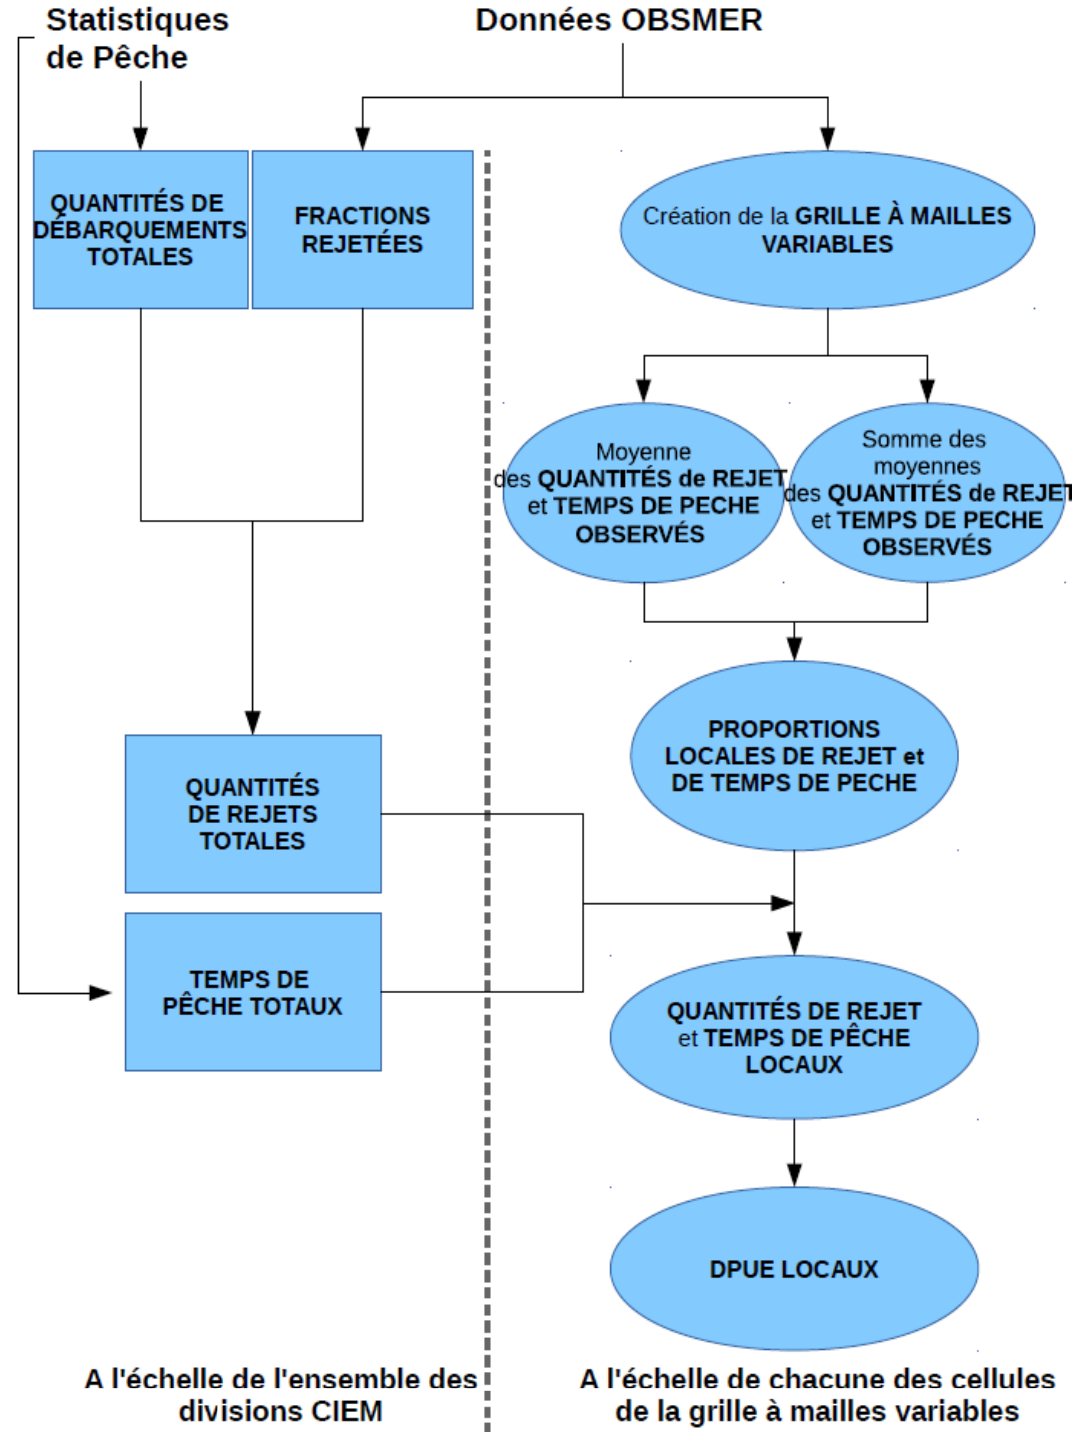 Statistiques
de Pêche
Données OBSMER
QUANTITÉS DE
DÉBARQUEMENTS
TOTALES
FRACTIONS
REJETÉES
Création de la GRILLE À MAILLES
VARIABLES
Moyenne
des QUANTITÉS de REJET
et TEMPS DE PECHE
OBSERVÉS
Somme des
moyennes
des QUANTITÉS de REJET
et TEMPS DE PECHE
OBSERVÉS
PROPORTIONS
LOCALES DE REJET et
DE TEMPS DE PECHE
QUANTITÉS
DE REJETS
TOTALES
TEMPS DE
PÊCHE TOTAUX
QUANTITÉS DE REJET
et TEMPS DE PÊCHE
LOCAUX
DPUE LOCAUX
A l'échelle de l'ensemble des
divisions CIEM
A l'échelle de chacune des cellules
de la grille à mailles variables